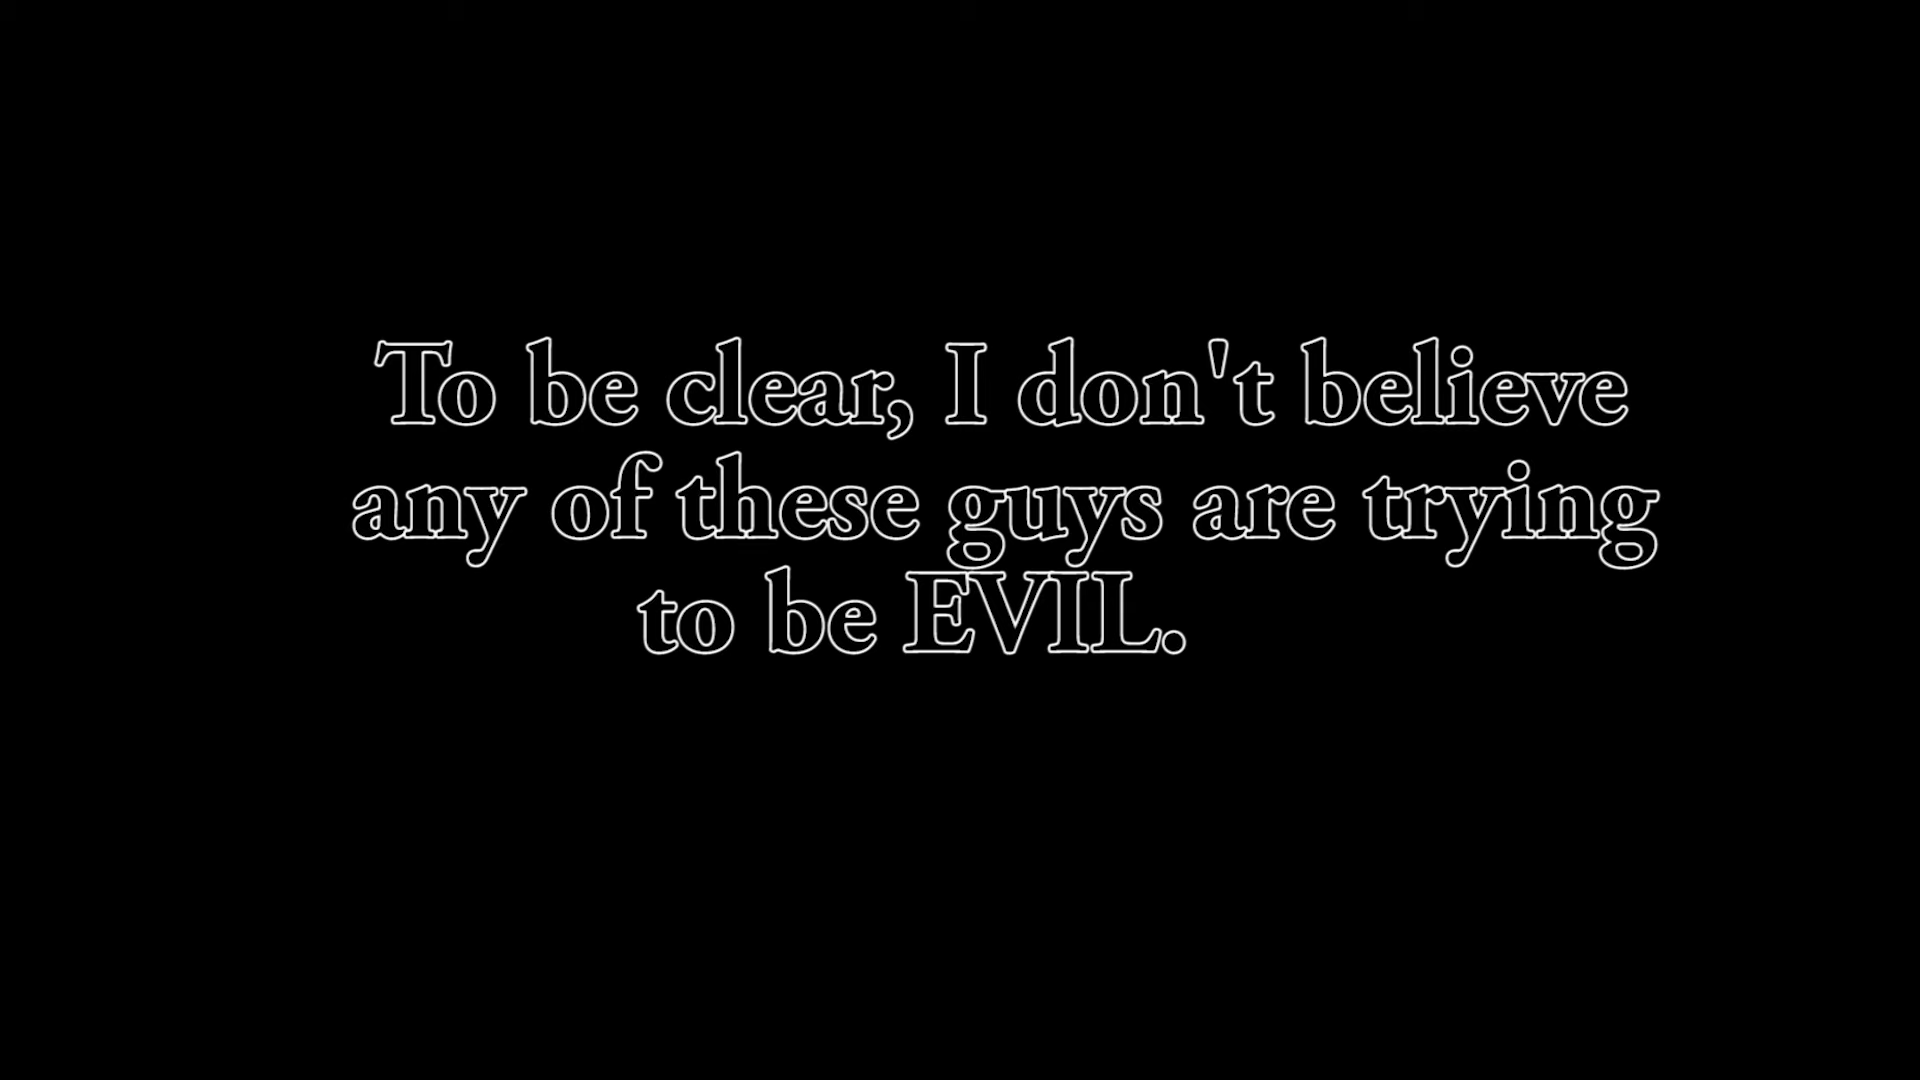 To be clear, I don't believe
any of these guys are trying
to be EVIL.